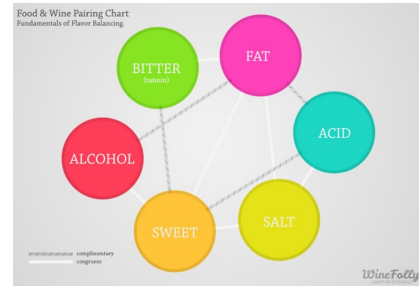 Food & Wine Pairing Chart
Fundamentals of Flavor Balancing.
BITTER
(tannin)
FAT
ALCOHOL
ACID
SWEET
SALT
complimentary
congruent
WineFolly